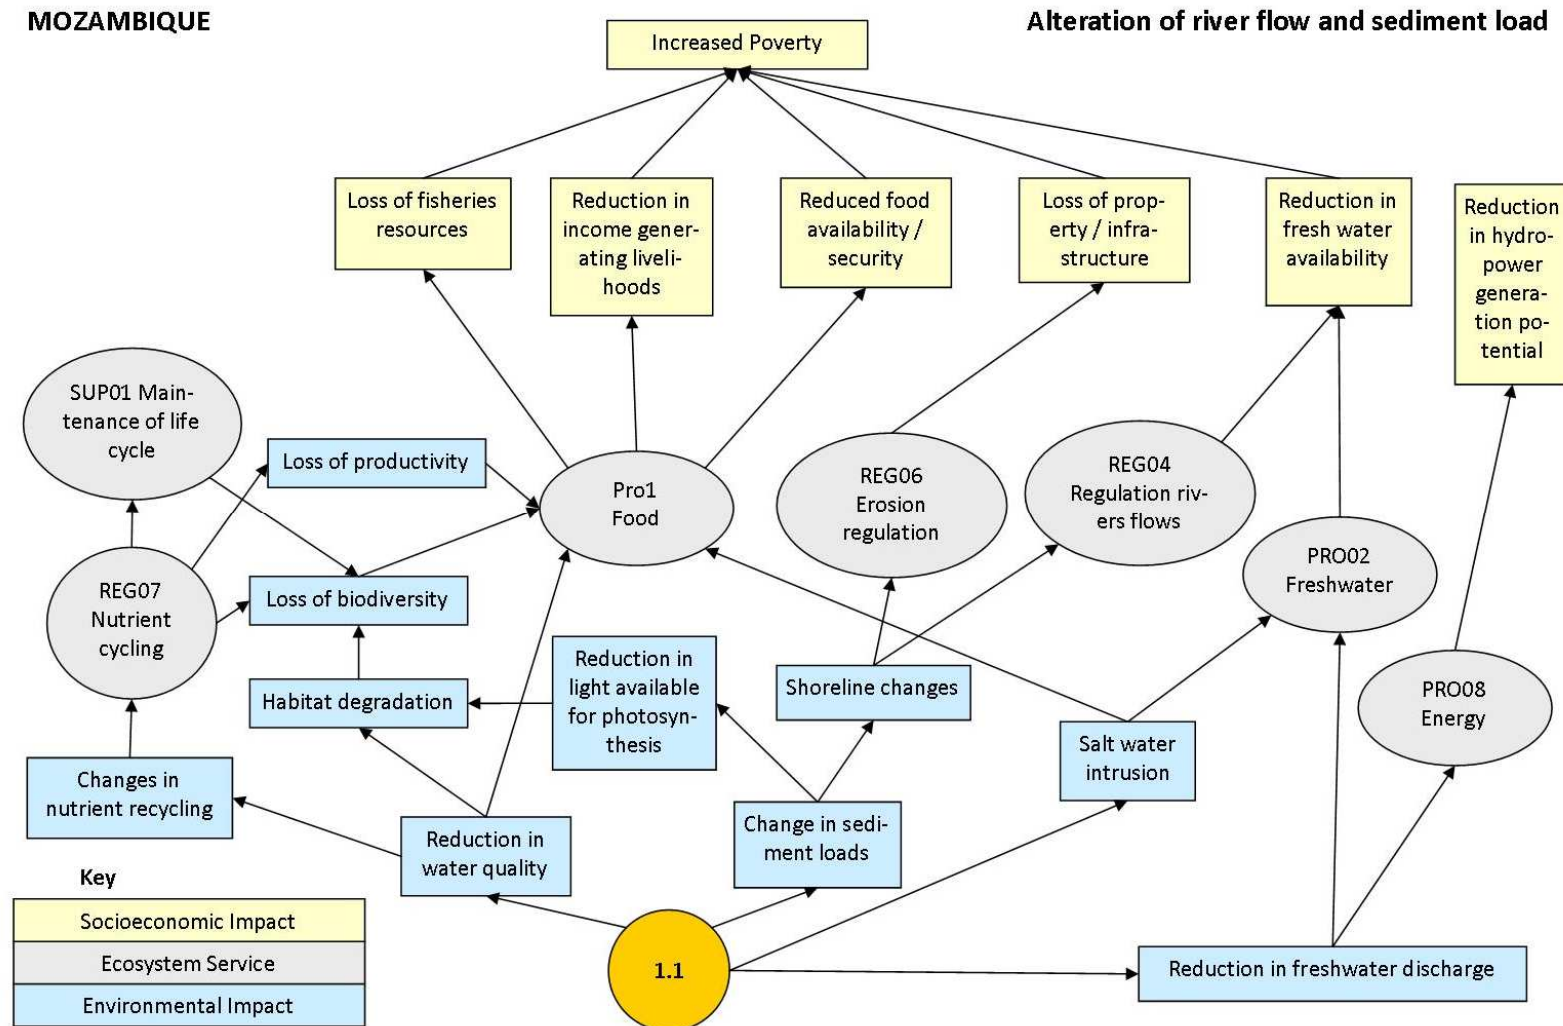 MOZAMBIQUE
Alteration of river flow and sediment load
Increased Poverty
Loss of fisheries
resources
Reduction in
income gener-
ating liveli-
hoods
Reduced food
availability /
security
Loss of prop-
erty / infra-
structure
Reduction in
fresh water
availability
Reduction
in hydro-
power
genera-
tion po-
tential
SUP01 Main-
tenance of life
cycle
Loss of productivity
Pro1
Food
REG06
Erosion
regulation
REG04
Regulation riv-
ers flows
PRO02
Freshwater
REG07
Nutrient
cycling
Loss of biodiversity
Habitat degradation
Reduction in
light available
for photosyn-
thesis
Shoreline changes
PRO08
Energy
Salt water
intrusion
Changes in
nutrient recycling
Reduction in
water quality
Change in sedi-
ment loads
1.1
Reduction in freshwater discharge
Key
Socioeconomic Impact
Ecosystem Service
Environmental Impact